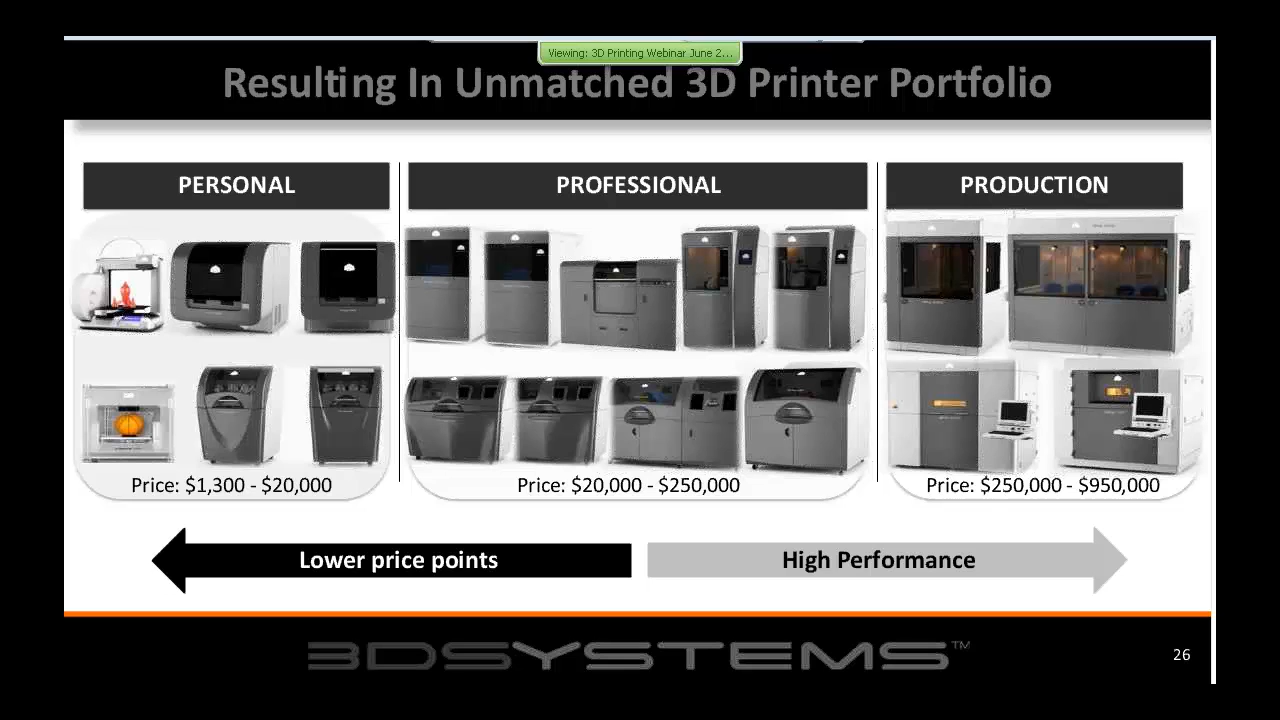 Viewing: 3D Printing Webinar June 2...
Resulting In Unmatched 3D Printer Portfolio
PERSONAL
PROFESSIONAL
PRODUCTION
Price: $1,300 - $20,000
Price: $20,000 - $250,000
Price: $250,000 - $950,000
Lower price points
High Performance
3DSYSTEMS™
26